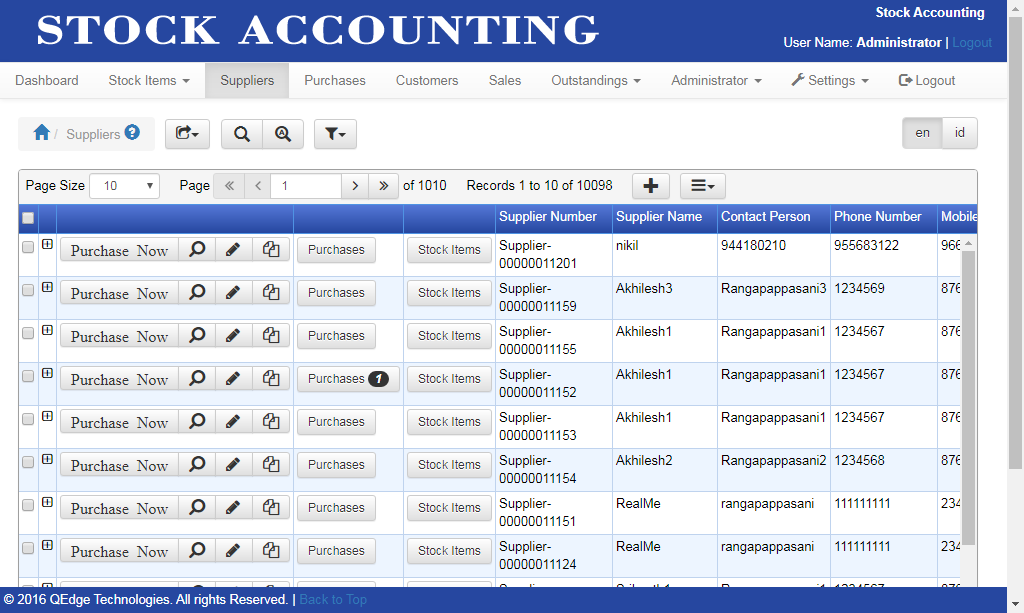 STOCK ACCOUNTING
Stock Accounting
User Name: Administrator | Logout
Dashboard Stock Items Suppliers Purchases Customers Sales Outstandings Administrator Settings Logout
/ Suppliers ? en id
Page Size 10 Page 1 of 1010 Records 1 to 10 of 10098
Supplier Number Supplier Name Contact Person Phone Number Mobile
Purchase Now Purchases Stock Items Supplier- nikil 944180210 955683122 966
00000011201
Purchase Now Purchases Stock Items Supplier- Akhilesh3 Rangapappasani3 1234569 876
00000011159
Purchase Now Purchases Stock Items Supplier- Akhilesh1 Rangapappasani1 1234567 876
00000011155
Purchase Now Purchases 1 Stock Items Supplier- Akhilesh1 Rangapappasani1 1234567 876
00000011152
Purchase Now Purchases Stock Items Supplier- Akhilesh1 Rangapappasani1 1234567 876
00000011153
Purchase Now Purchases Stock Items Supplier- Akhilesh2 Rangapappasani2 1234568 876
00000011154
Purchase Now Purchases Stock Items Supplier- RealMe rangapappasani 111111111 234
00000011151
Purchase Now Purchases Stock Items Supplier- RealMe rangapappasani 111111111 234
00000011124
© 2016 QEdge Technologies. All rights Reserved. | Back to Top